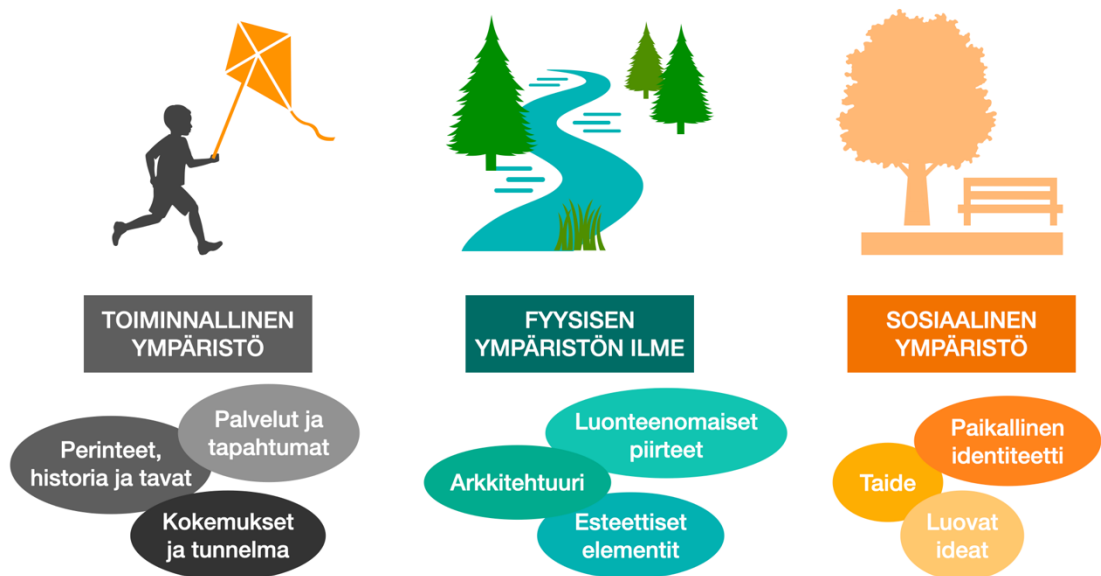 TOIMINNALLINEN
YMPÄRISTÖ
Palvelut ja
tapahtumat
Perinteet,
historia ja tavat
Kokemukset
ja tunnelma
FYYSISEN
YMPÄRISTÖN ILME
Luonteenomaiset
piirteet
Arkkitehtuuri
Esteettiset
elementit
SOSIAALINEN
YMPÄRISTÖ
Paikallinen
identiteetti
Taide
Luovat
ideat